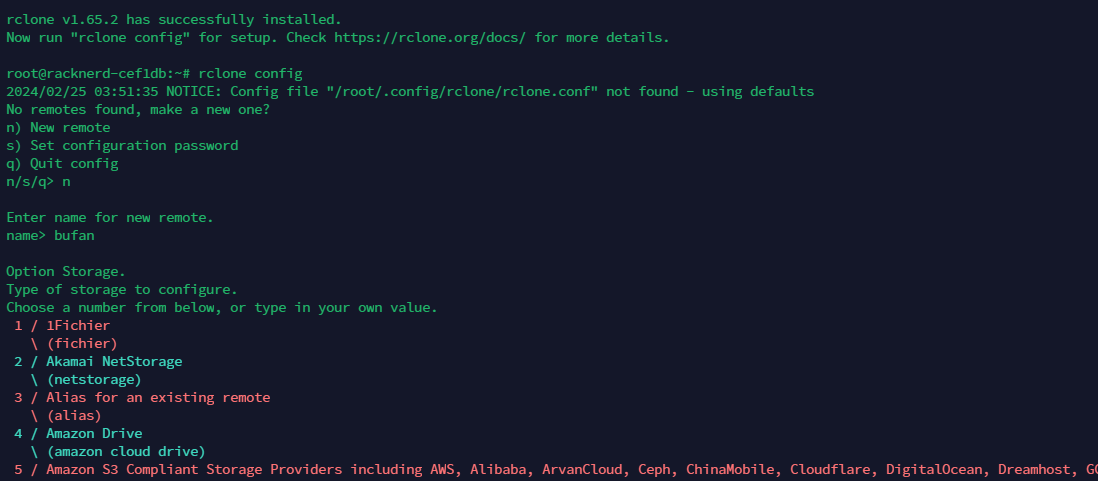 rclone v1.65.2 has successfully installed.
Now run "rclone config" for setup. Check https://rclone.org/docs/ for more details.
root@racknerd-cef1db:~# rclone config
2024/02/25 03:51:35 NOTICE: Config file "/root/.config/rclone/rclone.conf" not found - using defaults
No remotes found, make a new one?
n) New remote
s) Set configuration password
q) Quit config
n/s/q> n
Enter name for new remote.
name> bufan
Option Storage.
Type of storage to configure.
Choose a number from below, or type in your own value.
1 / 1Fichier
\ (fichier)
2 / Akamai NetStorage
\ (netstorage)
3 / Alias for an existing remote
\ (alias)
4 / Amazon Drive
\ (amazon cloud drive)
5 / Amazon S3 Compliant Storage Providers including AWS, Alibaba, ArvanCloud, Ceph, ChinaMobile, Cloudflare, DigitalOcean, Dreamhost,